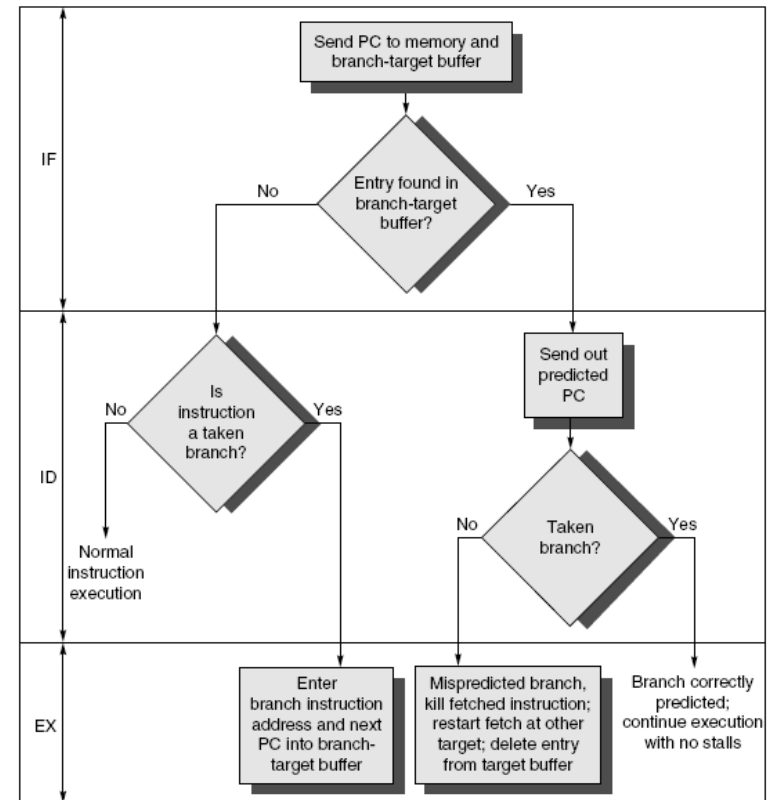 Send PC to memory and
branch-target buffer
IF
No
Entry found in
branch-target
buffer?
Yes
Send out
predicted
PC
Is
instruction
a taken
branch?
No
Yes
ID
No
Taken
branch?
Yes
Normal
instruction
execution
EX
Enter
branch instruction
address and next
PC into branch-
target buffer
Mispredicted branch,
kill fetched instruction;
restart fetch at other
target; delete entry
from target buffer
Branch correctly
predicted;
continue execution
with no stalls